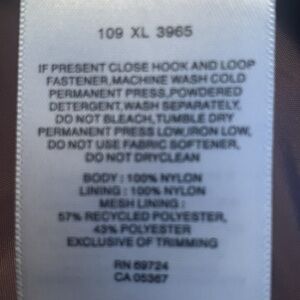 109 XL 3965
IF PRESENT CLOSE HOOK AND LOOP
FASTENER,MACHINE WASH COLD
PERMANENT PRESS,POWDERED
DETERGENT,WASH SEPARATELY,
DO NOT BLEACH,TUMBLE DRY
PERMANENT PRESS LOW,IRON LOW,
DO NOT USE FABRIC SOFTENER,
DO NOT DRYCLEAN
BODY : 100% NYLON
LINING : 100% NYLON
MESH LINING :
57% RECYCLED POLYESTER,
43% POLYESTER
EXCLUSIVE OF TRIMMING
RN 69724
CA 05367